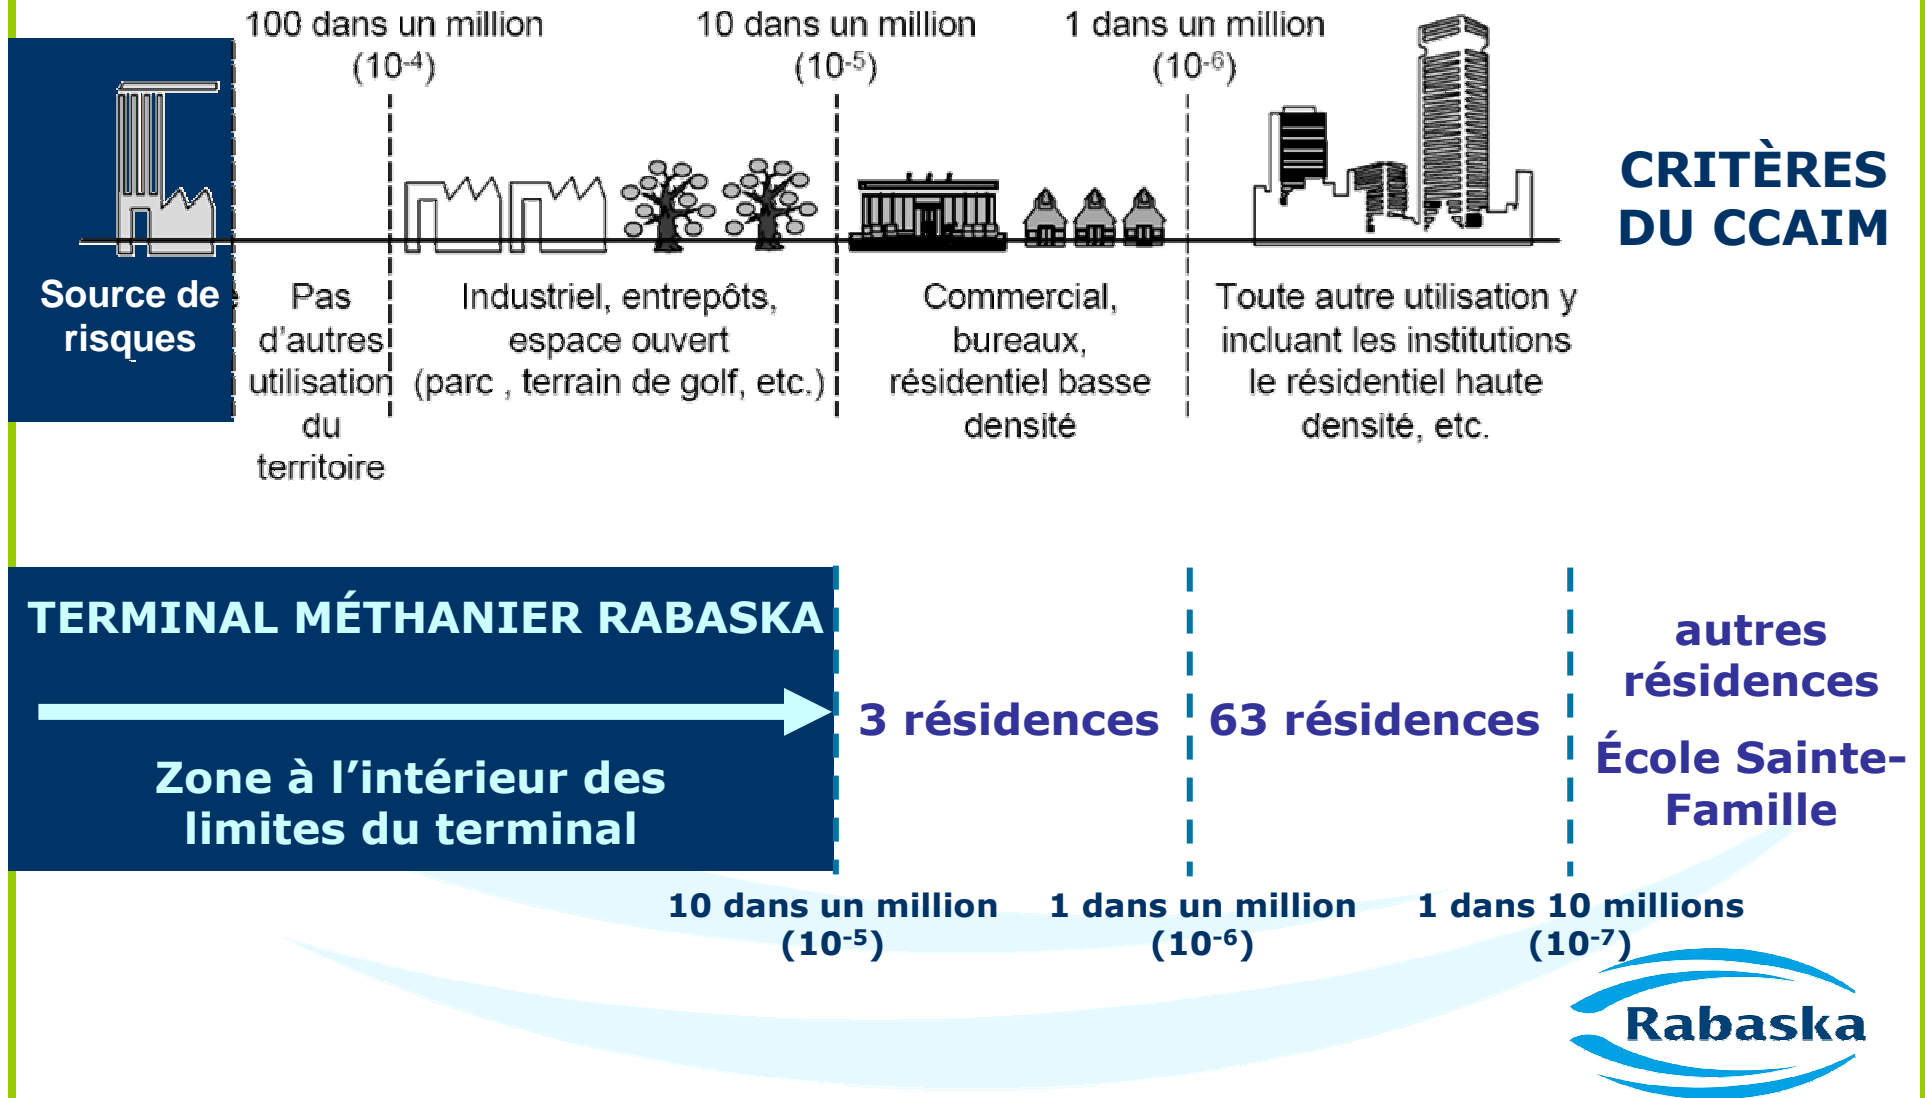 100 dans un million
(10-4)
10 dans un million
(10-5)
1 dans un million
(10-6)
CRITÈRES
DU CCAIM
Source de
risques
Pas
d'autres
utilisation
du
territoire
Industriel, entrepôts,
espace ouvert
(parc , terrain de golf, etc.)
Commercial,
bureaux,
résidentiel basse
densité
Toute autre utilisation y
incluant les institutions
le résidentiel haute
densité, etc.
TERMINAL MÉTHANIER RABASKA
Zone à l’intérieur des
limites du terminal
3 résidences
63 résidences
autres
résidences
École Sainte-
Famille
10 dans un million
(10-5)
1 dans un million
(10-6)
1 dans 10 millions
(10-7)
Rabaska